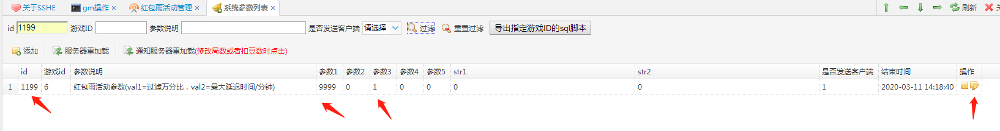 关于SSHE gm操作 × 红包雨活动管理 × 系统参数列表 × 刷新
id 1199 游戏ID 参数说明 是否发送客户端 请选择 过滤 重置过滤 导出指定游戏ID的sql脚本
添加 服务器重加载 通知服务器重加载(修改局数或者扣豆数时点击)
id 游戏id 参数说明 参数1 参数2 参数3 参数4 参数5 str1 str2 是否发送客户端 结束时间 操作
1 1199 6 红包雨活动参数(val1=过滤万分比，val2=最大延迟时间/分钟) 9999 0 1 0 0 0 0 1 2020-03-11 14:18:40